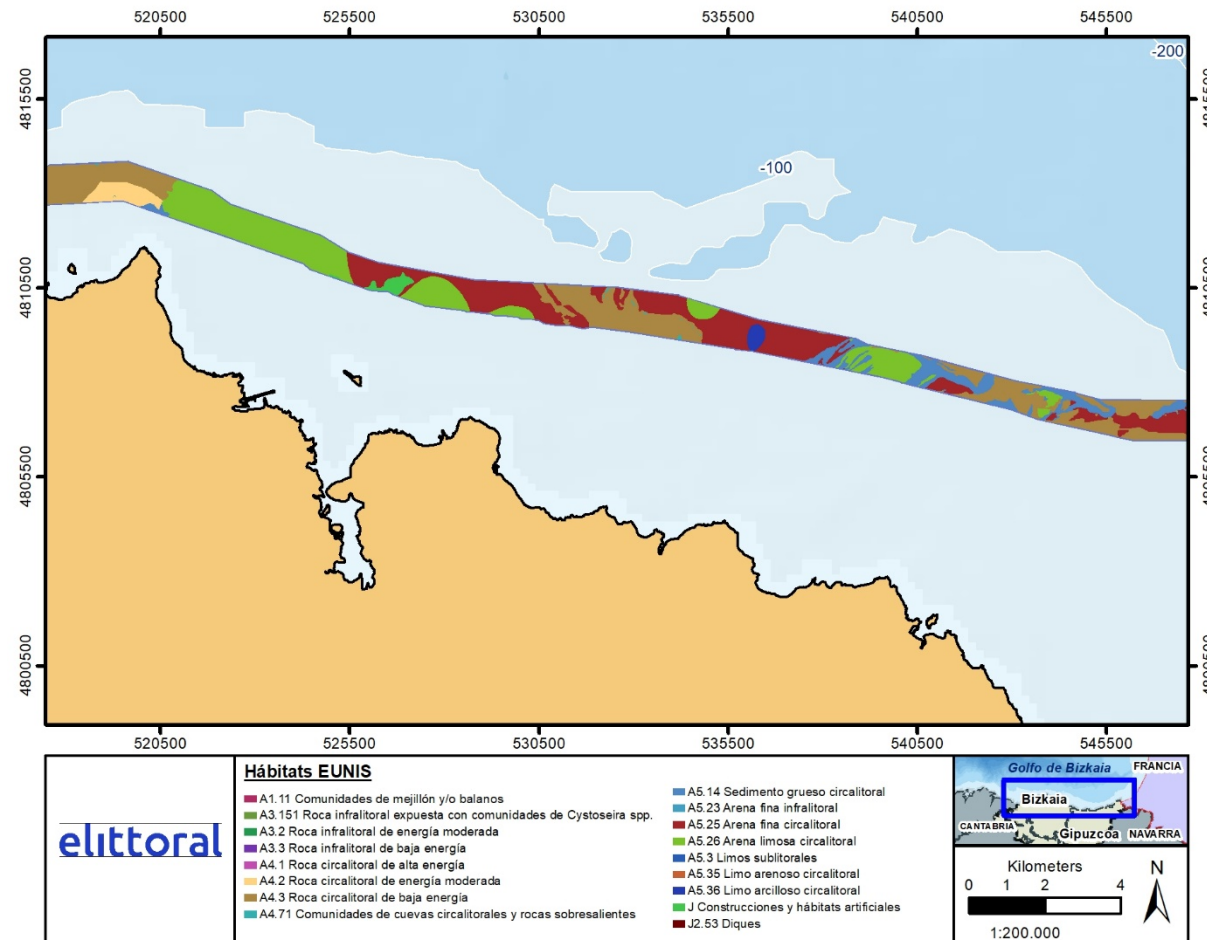 520500 525500 530500 535500 540500 545500
-200
4815500 4815500
-100
4810500 4810500
4805500 4805500
4800500 4800500
520500 525500 530500 535500 540500 545500
elittoral
Hábitats EUNIS
A1.11 Comunidades de mejillón y/o balanos
A3.151 Roca infralitoral expuesta con comunidades de Cystoseira spp.
A3.2 Roca infralitoral de energía moderada
A3.3 Roca infralitoral de baja energía
A4.1 Roca circalitoral de alta energía
A4.2 Roca circalitoral de energía moderada
A4.3 Roca circalitoral de baja energía
A4.71 Comunidades de cuevas circalitorales y rocas sobresalientes
A5.14 Sedimento grueso circalitoral
A5.23 Arena fina infralitoral
A5.25 Arena fina circalitoral
A5.26 Arena limosa circalitoral
A5.3 Limos sublitorales
A5.35 Limo arenoso circalitoral
A5.36 Limo arcilloso circalitoral
J Construcciones y hábitats artificiales
J2.53 Diques
Golfo de Bizkaia FRANCIA
Bizkaia
CANTABRIA Gipuzcoa NAVARRA
Kilometers
0 1 2 4
N
1:200.000